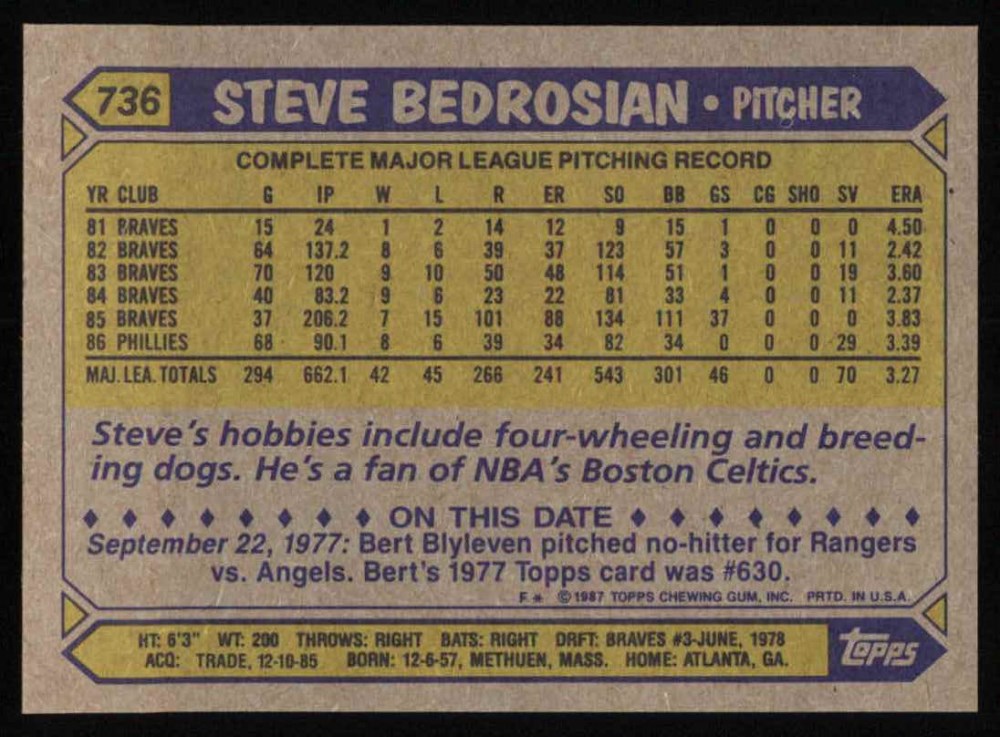 736 STEVE BEDROSIAN • PITCHER
COMPLETE MAJOR LEAGUE PITCHING RECORD
YR CLUB G IP W L R ER SO BB GS CG SHO SV ERA
81 BRAVES 15 24 1 2 14 12 9 15 1 0 0 0 4.50
82 BRAVES 64 137.2 8 6 39 37 123 57 3 0 0 11 2.42
83 BRAVES 70 120 9 10 50 48 114 51 1 0 0 19 3.60
84 BRAVES 40 83.2 9 6 23 22 81 33 4 0 0 11 2.37
85 BRAVES 37 206.2 7 15 101 88 134 111 37 0 0 0 3.83
86 PHILLIES 68 90.1 8 6 39 34 82 34 0 0 0 29 3.39
MAJ. LEA. TOTALS 294 662.1 42 45 266 241 543 301 46 0 0 70 3.27
Steve's hobbies include four-wheeling and breed-
ing dogs. He's a fan of NBA's Boston Celtics.
ON THIS DATE
September 22, 1977: Bert Blyleven pitched no-hitter for Rangers
vs. Angels. Bert's 1977 Topps card was #630.
F* ©1987 TOPPS CHEWING GUM, INC. PRTD. IN U.S.A.
HT: 6'3" WT: 200 THROWS: RIGHT BATS: RIGHT DRFT: BRAVES #3-JUNE, 1978
ACQ: TRADE, 12-10-85 BORN: 12-6-57, METHUEN, MASS. HOME: ATLANTA, GA.
Topps